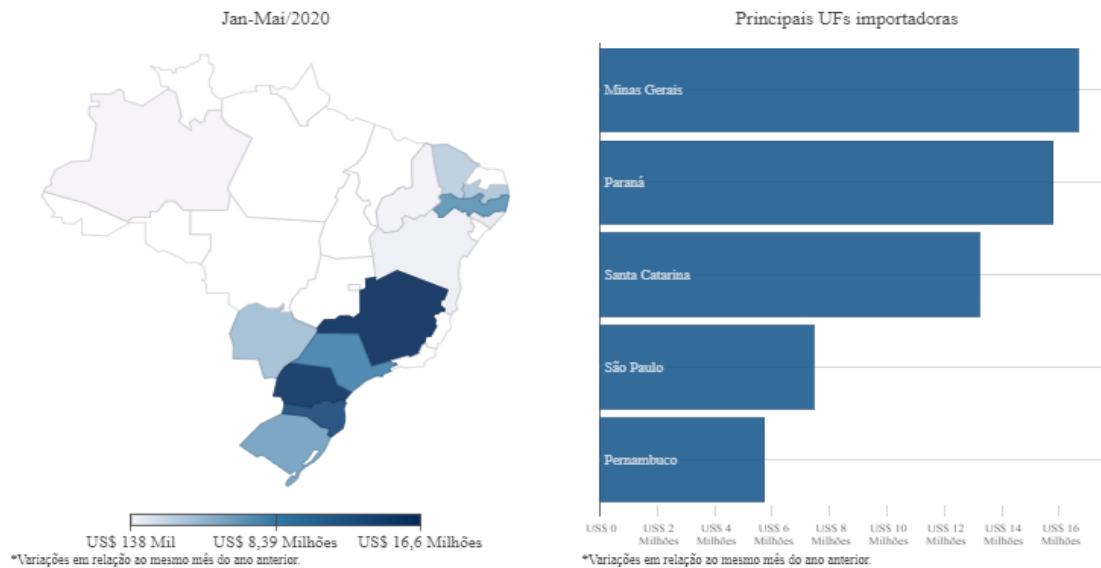 Jan-Mai/2020
US$ 138 Mil
US$ 8,39 Milhões
US$ 16,6 Milhões
*Variações em relação ao mesmo mês do ano anterior.
Principais UFs importadoras
Minas Gerais
Paraná
Santa Catarina
São Paulo
Pernambuco
US$ 0
US$ 2
Milhões
US$ 4
Milhões
US$ 6
Milhões
US$ 8
Milhões
US$ 10
Milhões
US$ 12
Milhões
US$ 14
Milhões
US$ 16
Milhões
*Variações em relação ao mesmo mês do ano anterior.